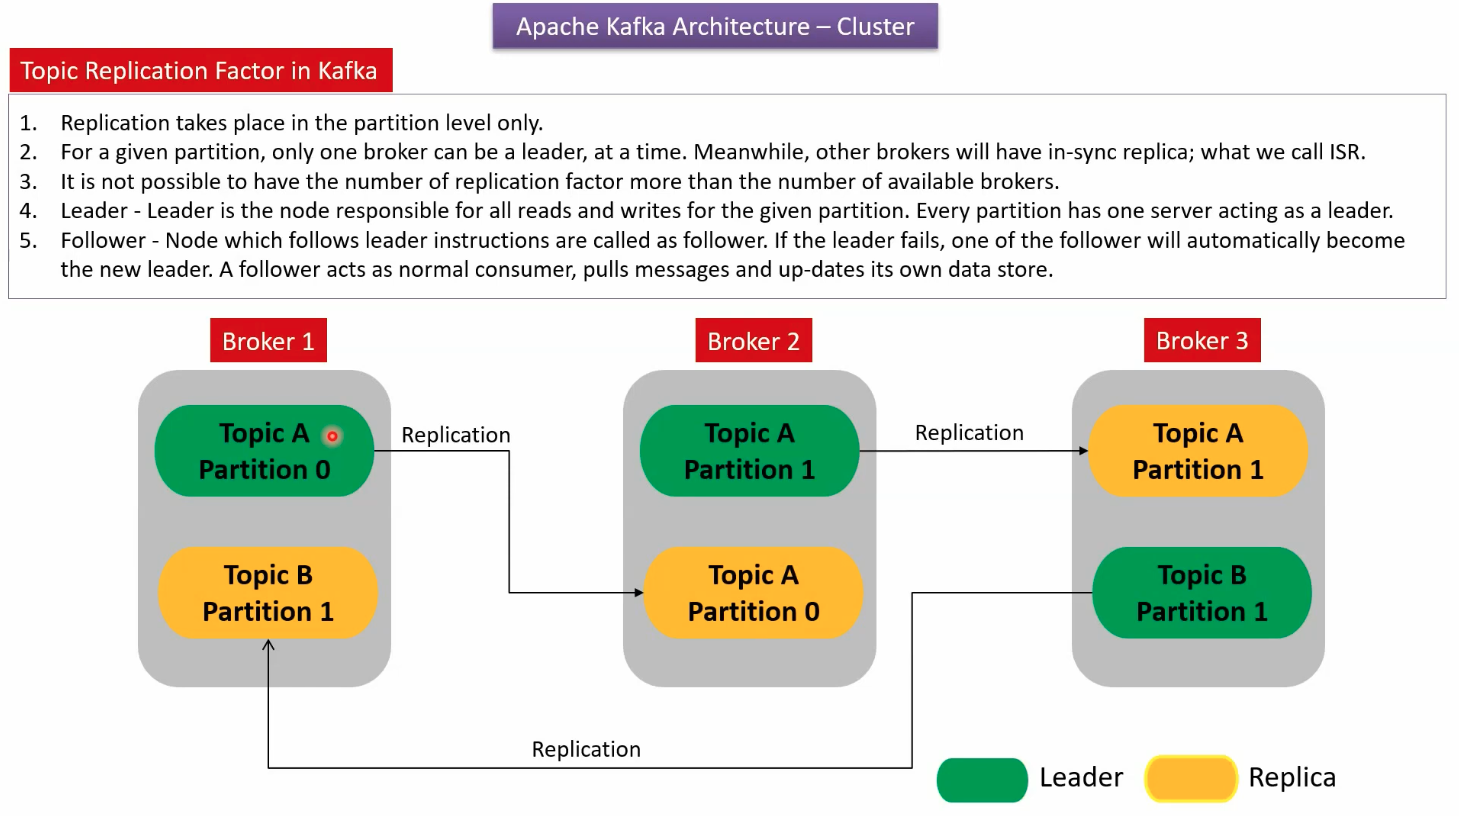 Apache Kafka Architecture – Cluster
Topic Replication Factor in Kafka
1. Replication takes place in the partition level only.
2. For a given partition, only one broker can be a leader, at a time. Meanwhile, other brokers will have in-sync replica; what we call ISR.
3. It is not possible to have the number of replication factor more than the number of available brokers.
4. Leader - Leader is the node responsible for all reads and writes for the given partition. Every partition has one server acting as a leader.
5. Follower - Node which follows leader instructions are called as follower. If the leader fails, one of the follower will automatically become
the new leader. A follower acts as normal consumer, pulls messages and up-dates its own data store.
Broker 1
Topic A
Partition 0
Topic B
Partition 1
Replication
Broker 2
Topic A
Partition 1
Topic A
Partition 0
Replication
Broker 3
Topic A
Partition 1
Topic B
Partition 1
Replication
Leader
Replica